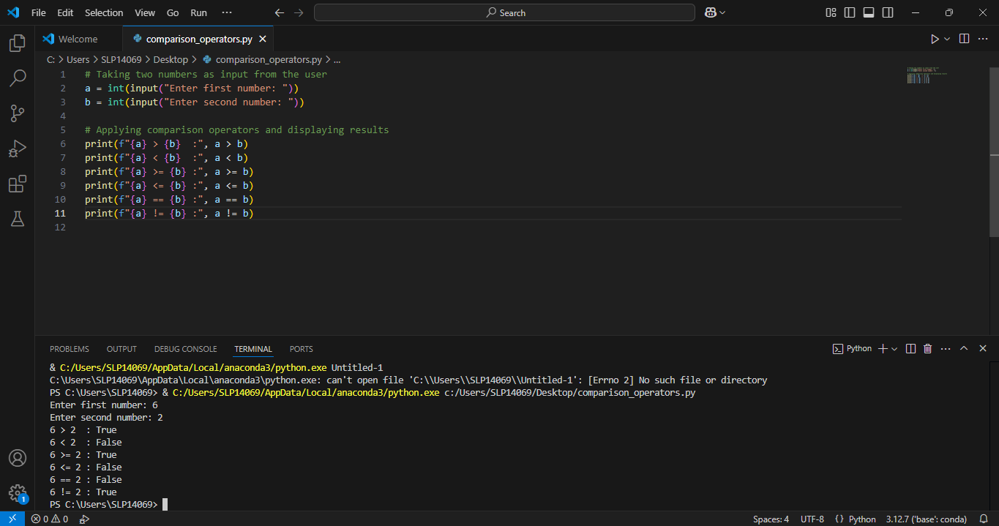 File Edit Selection View Go Run ··· Search
Welcome comparison_operators.py
C: > Users > SLP14069 > Desktop > comparison_operators.py > ...
1 # Taking two numbers as input from the user
2 a = int(input("Enter first number: "))
3 b = int(input("Enter second number: "))
4
5 # Applying comparison operators and displaying results
6 print(f"{a} > {b}  :", a > b)
7 print(f"{a} < {b}  :", a < b)
8 print(f"{a} >= {b} :", a >= b)
9 print(f"{a} <= {b} :", a <= b)
10 print(f"{a} == {b} :", a == b)
11 print(f"{a} != {b} :", a != b)
12
PROBLEMS OUTPUT DEBUG CONSOLE TERMINAL PORTS Python
& C:/Users/SLP14069/AppData/Local/anaconda3/python.exe Untitled-1
C:\Users\SLP14069\AppData\Local\anaconda3\python.exe: can't open file 'C:\\Users\\SLP14069\\Untitled-1': [Errno 2] No such file or directory
PS C:\Users\SLP14069> & C:/Users/SLP14069/AppData/Local/anaconda3/python.exe c:/Users/SLP14069/Desktop/comparison_operators.py
Enter first number: 6
Enter second number: 2
6 > 2  : True
6 < 2  : False
6 >= 2 : True
6 <= 2 : False
6 == 2 : False
6 != 2 : True
PS C:\Users\SLP14069>
1
0 0 Spaces: 4 UTF-8 {} Python 3.12.7 ('base': conda)